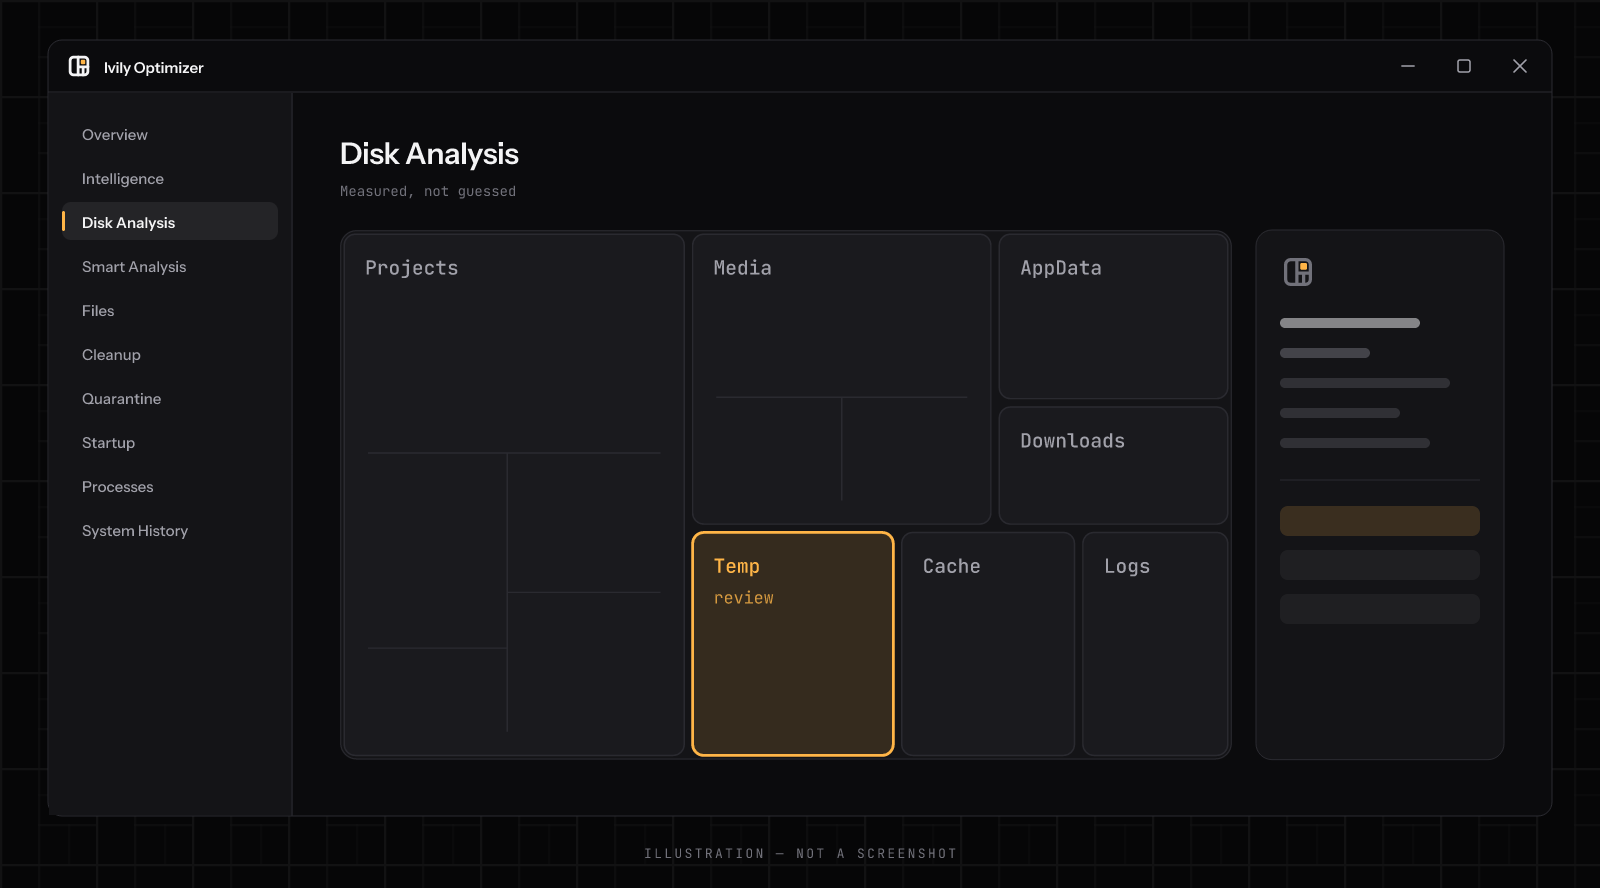 Ivily Optimizer
Overview
Intelligence
Disk Analysis
Smart Analysis
Files
Cleanup
Quarantine
Startup
Processes
System History
Disk Analysis
Measured, not guessed
Projects
Media
AppData
Downloads
Temp
review
Cache
Logs
ILLUSTRATION — NOT A SCREENSHOT